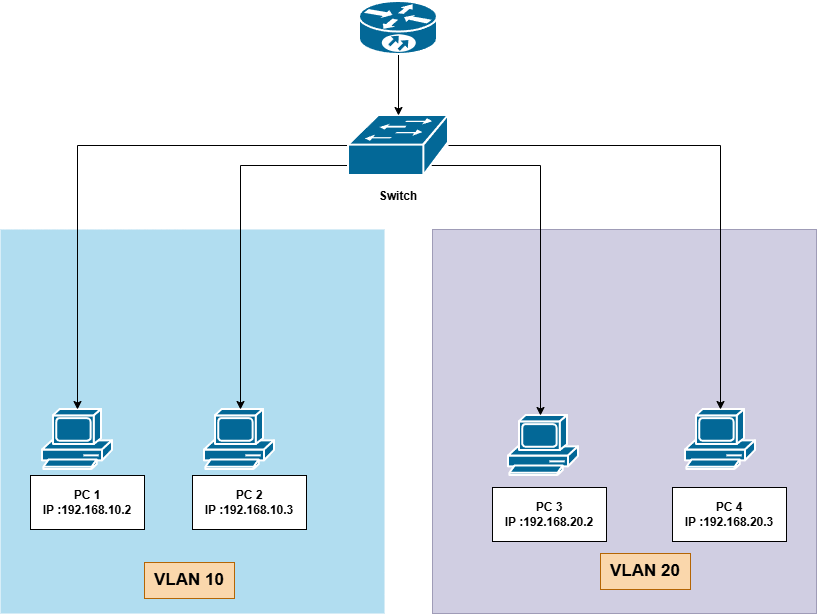 Switch
PC 1
IP :192.168.10.2
PC 2
IP :192.168.10.3
PC 3
IP :192.168.20.2
PC 4
IP :192.168.20.3
VLAN 10
VLAN 20